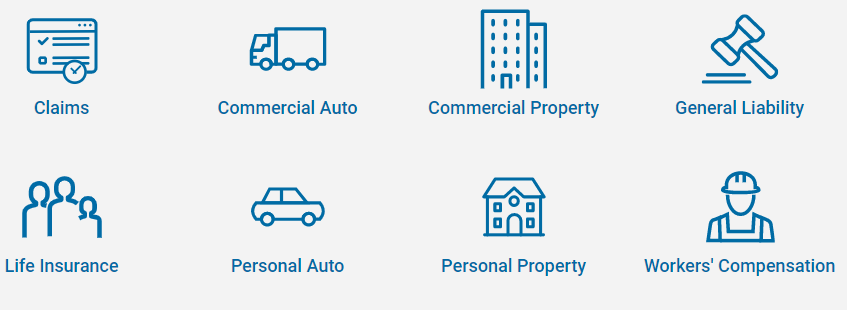 Claims
Commercial Auto
Commercial Property
General Liability
Life Insurance
Personal Auto
Personal Property
Workers' Compensation